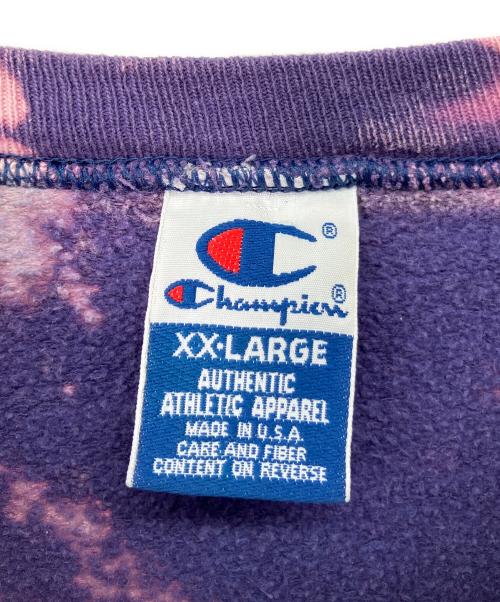 C®
Champion®
XX•LARGE
AUTHENTIC
ATHLETIC APPAREL
MADE IN U.S.A.
CARE AND FIBER
CONTENT ON REVERSE